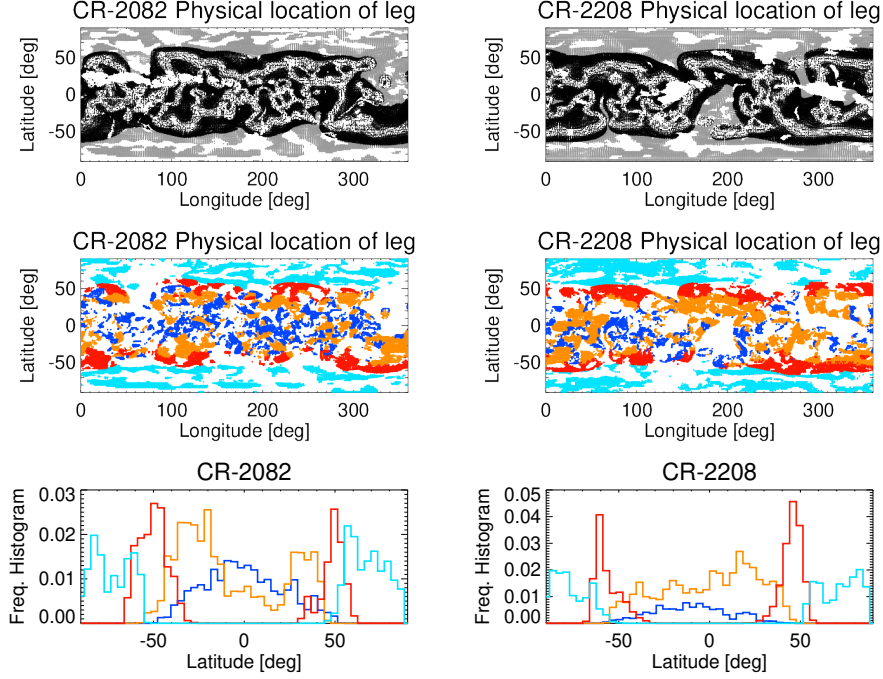 CR-2082 Physical location of leg
CR-2208 Physical location of leg
Latitude [deg]
50
0
-50
0 100 200 300
Longitude [deg]
Latitude [deg]
50
0
-50
0 100 200 300
Longitude [deg]
CR-2082 Physical location of leg
CR-2208 Physical location of leg
Latitude [deg]
50
0
-50
0 100 200 300
Longitude [deg]
Latitude [deg]
50
0
-50
0 100 200 300
Longitude [deg]
CR-2082
Freq. Histogram
0.03
0.02
0.01
0.00
-50 0 50
Latitude [deg]
CR-2208
Freq. Histogram
0.05
0.04
0.03
0.02
0.01
0.00
-50 0 50
Latitude [deg]